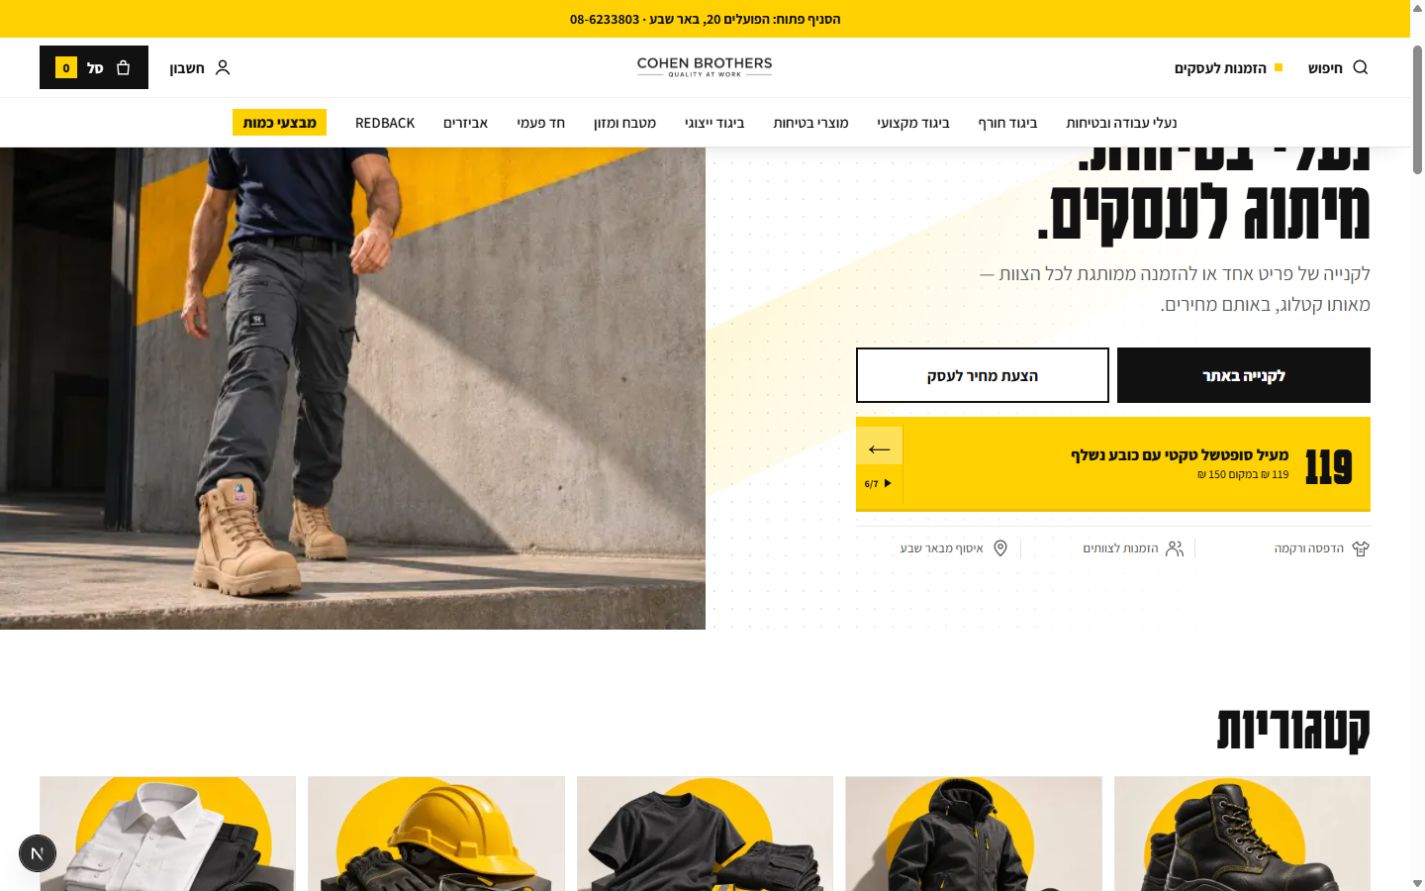 הסניף פתוח: הפועלים 20, באר שבע · 08-6233803
חיפוש
הזמנות לעסקים
COHEN BROTHERS
QUALITY AT WORK
חשבון
סל
0
נעלי עבודה ובטיחות
ביגוד חורף
ביגוד מקצועי
מוצרי בטיחות
ביגוד ייצוגי
מטבח ומזון
חד פעמי
אביזרים
REDBACK
מבצעי כמות
נעלי בטיחות.
מיתוג לעסקים.
לקנייה של פריט אחד או להזמנה ממותגת לכל הצוות —
מאותו קטלוג, באותם מחירים.
לקנייה באתר
הצעת מחיר לעסק
119
מעיל סופטשל טקטי עם כובע נשלף
119 ₪ במקום 150 ₪
6/7
הדפסה ורקמה
הזמנות לצוותים
איסוף מבאר שבע
קטגוריות
N